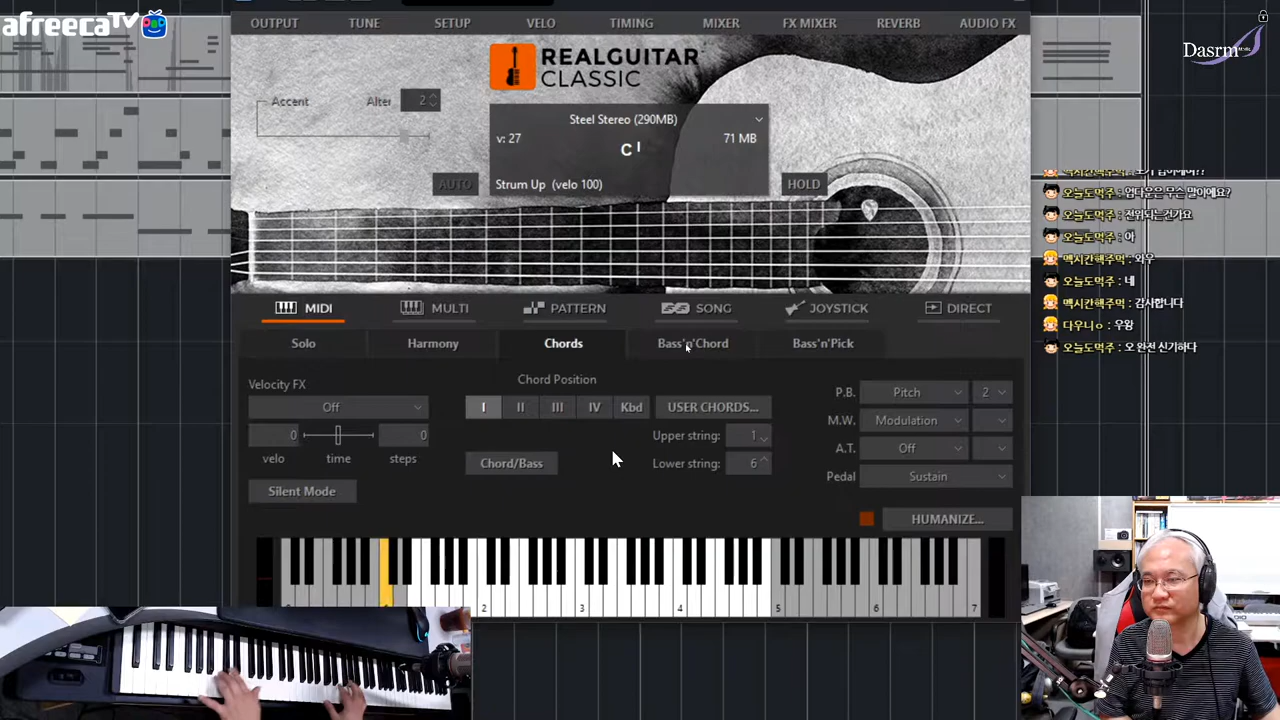 afreecaTV
OUTPUT TUNE SETUP VELO TIMING MIXER FX MIXER REVERB AUDIO FX
Dasrm
REALGUITAR
CLASSIC
Accent Alter 2
Steel Stereo (290MB)
v: 27 71 MB
C I
AUTO Strum Up (velo 100) HOLD
오늘도먹주 : 업다운은 무슨 말이에요?
오늘도먹주 : 전위되는건가요
오늘도먹주 : 아
멕시칸핵주먹 : 와우
오늘도먹주 : 네
멕시칸핵주먹 : 감사합니다
다우니ㅇ : 우왕
오늘도먹주 : 오 완전 신기하다
MIDI MULTI PATTERN SONG JOYSTICK DIRECT
Solo Harmony Chords Bass'n'Chord Bass'n'Pick
Velocity FX Chord Position
Off I II III IV Kbd USER CHORDS... P.B. Pitch 2
0 0 Upper string: 1 M.W. Modulation
velo time steps Chord/Bass Lower string: 6 A.T. Off
Silent Mode Pedal Sustain
HUMANIZE...
2 3 4 5 6 7